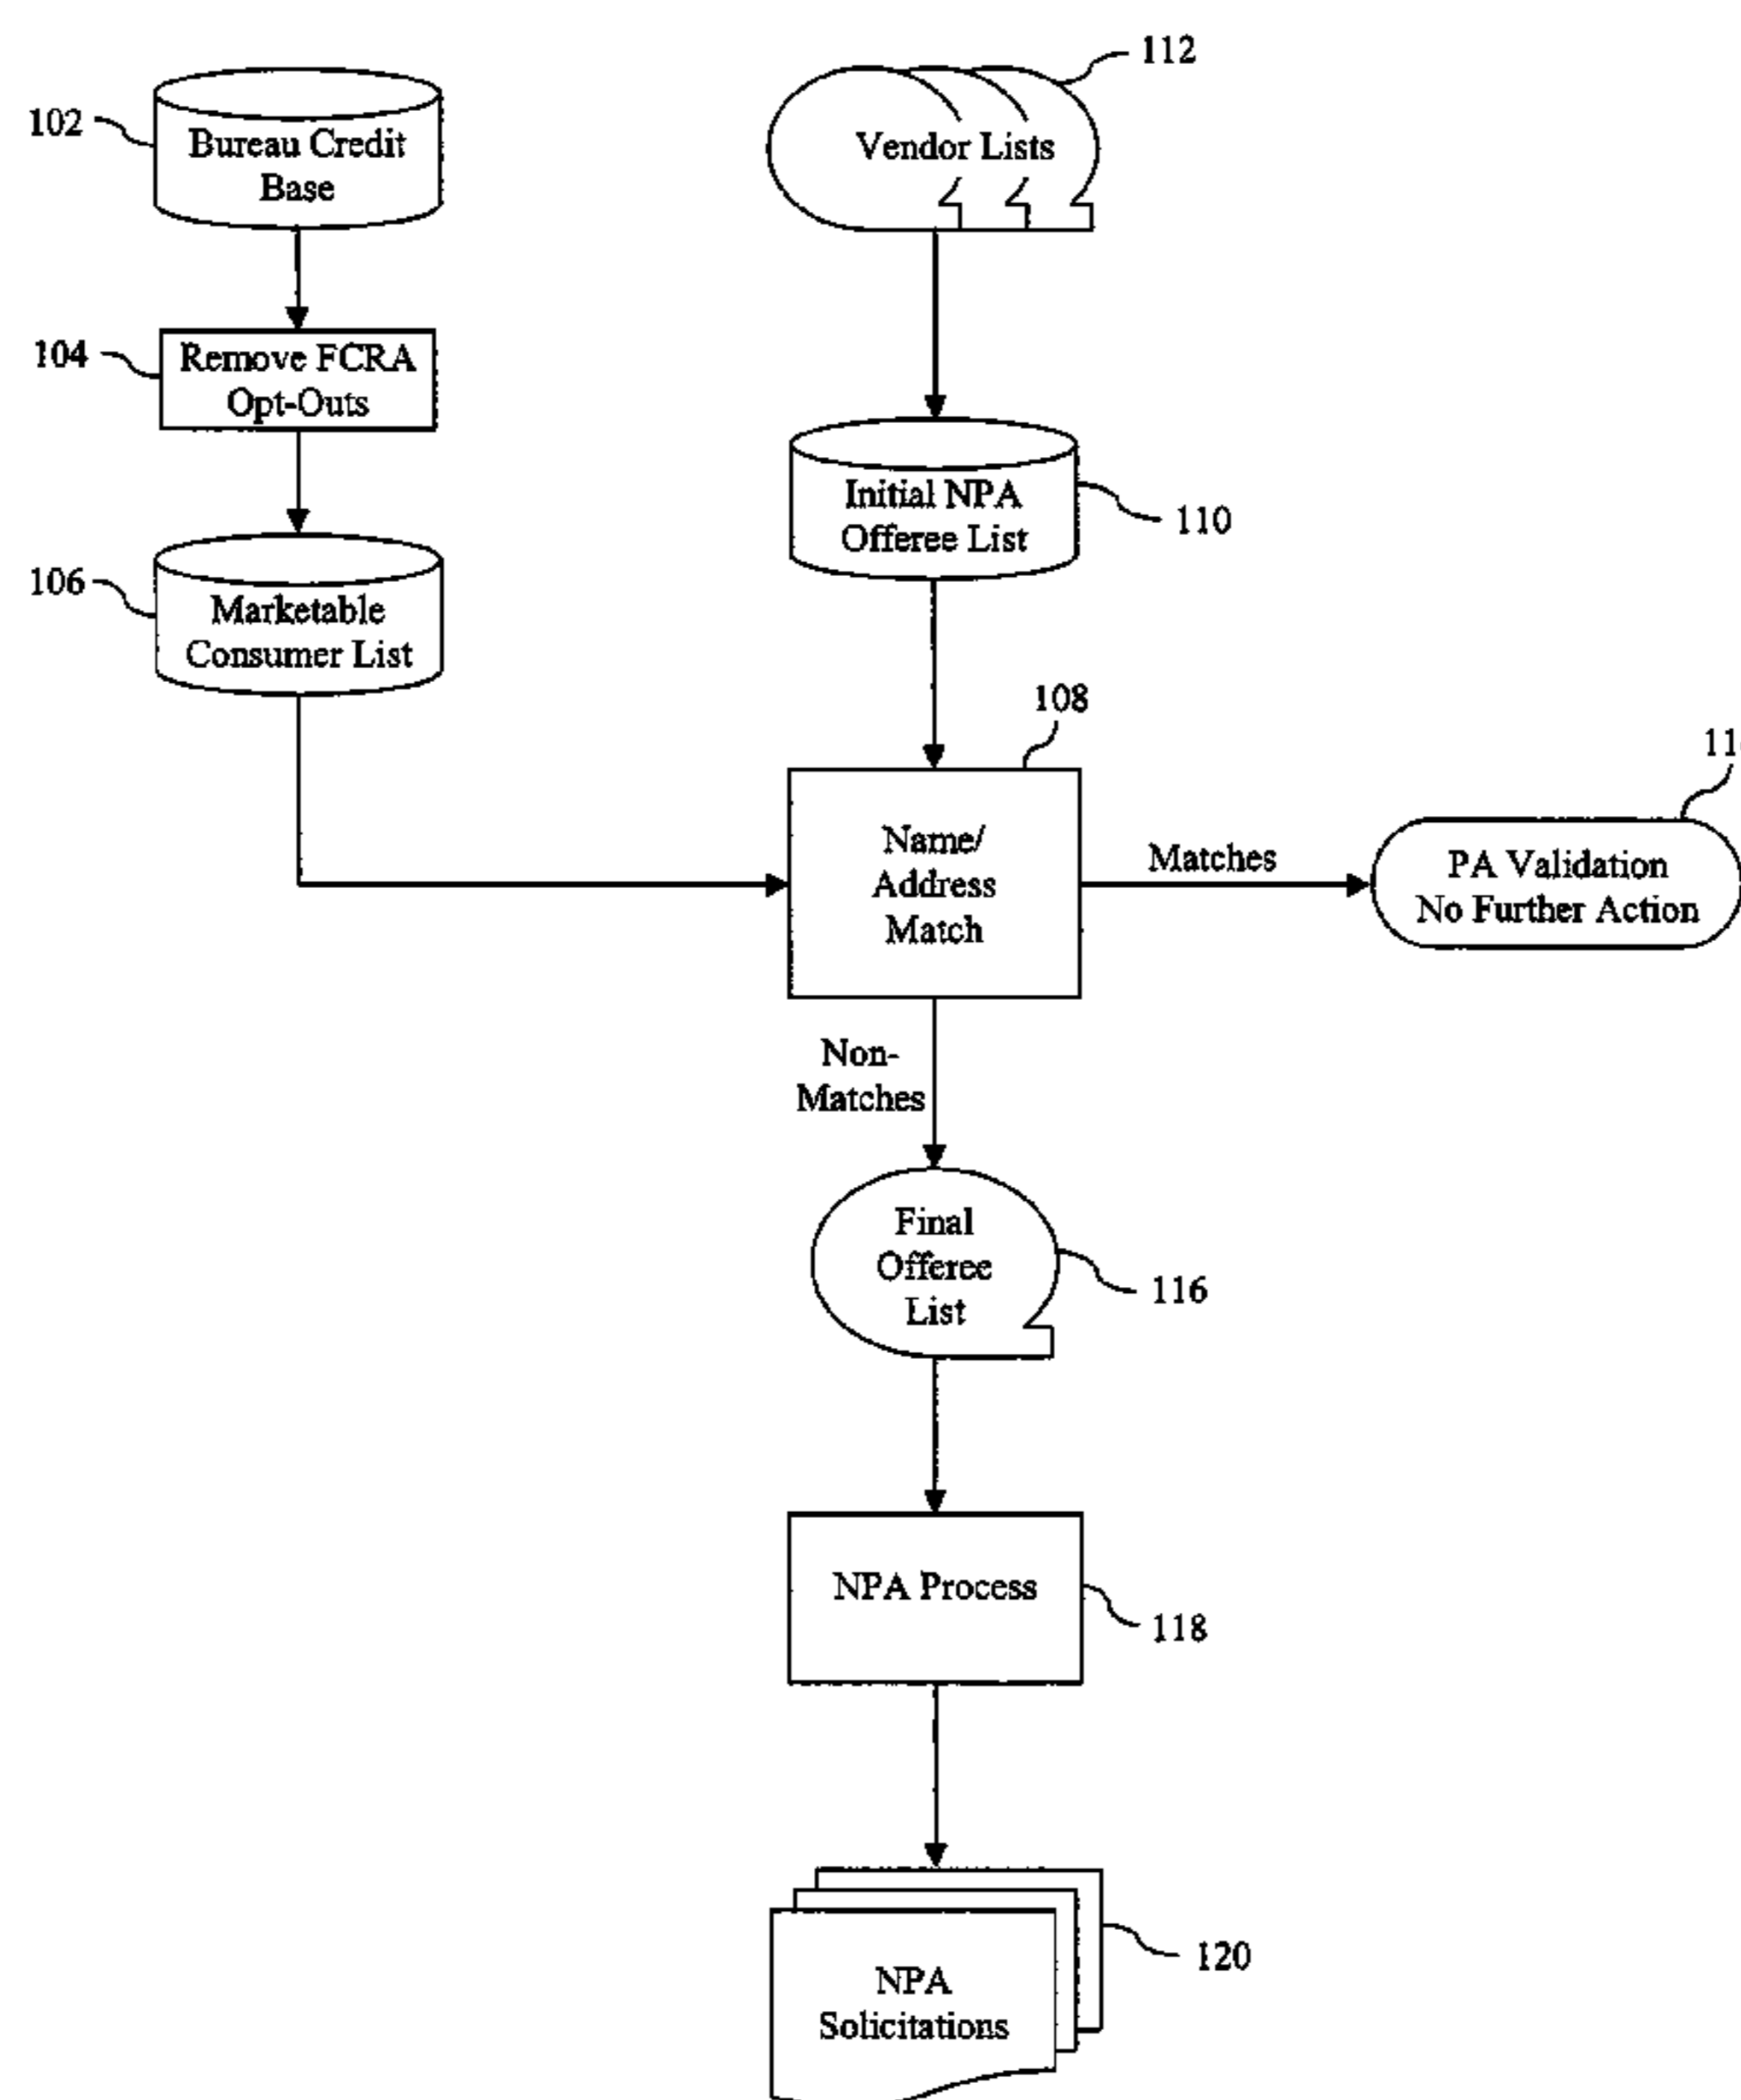 112
102
Bureau Credit
Base
Vendor Lists
104
Remove FCRA
Opt-Outs
Initial NPA
Offeree List
110
106
Marketable
Consumer List
108
Name/
Address
Match
Matches
PA Validation
No Further Action
Non-
Matches
Final
Offeree
List
116
NPA Process
118
120
NPA
Solicitations